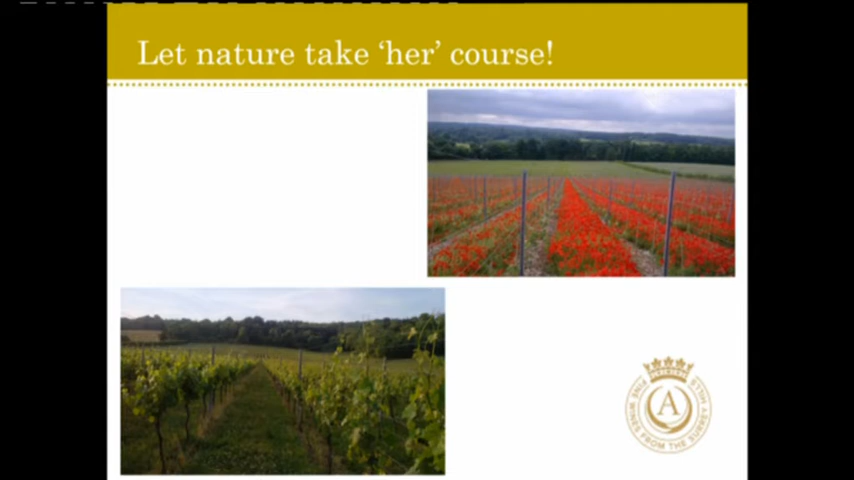 Let nature take ‘her’ course!
A
FINE WINES FROM THE SURREY HILLS